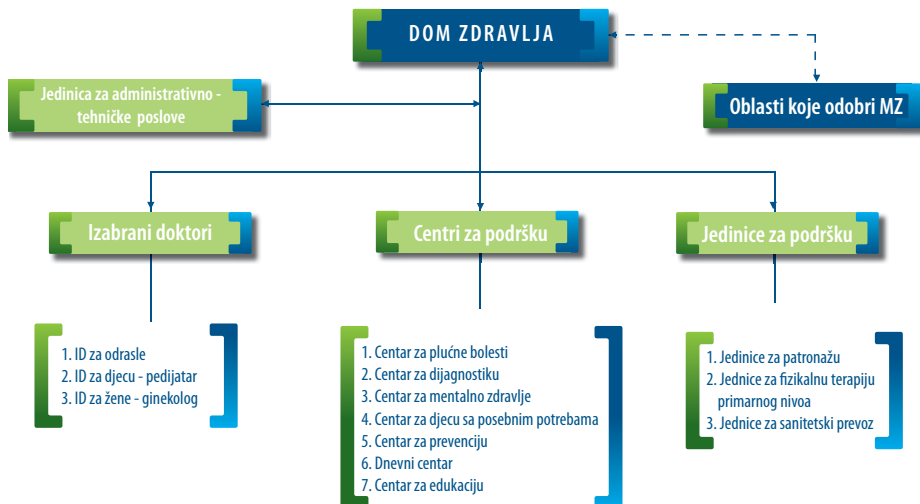 DOM ZDRAVLJA
Jedinica za administrativno -
tehničke poslove
Oblasti koje odobri MZ
Izabrani doktori
Centri za podršku
Jedinice za podršku
1. ID za odrasle
2. ID za djecu - pedijatar
3. ID za žene - ginekolog
1. Centar za plućne bolesti
2. Centar za dijagnostiku
3. Centar za mentalno zdravlje
4. Centar za djecu sa posebnim potrebama
5. Centar za prevenciju
6. Dnevni centar
7. Centar za edukaciju
1. Jedinice za patronažu
2. Jednice za fizikalnu terapiju
primarnog nivoa
3. Jednice za sanitetski prevoz